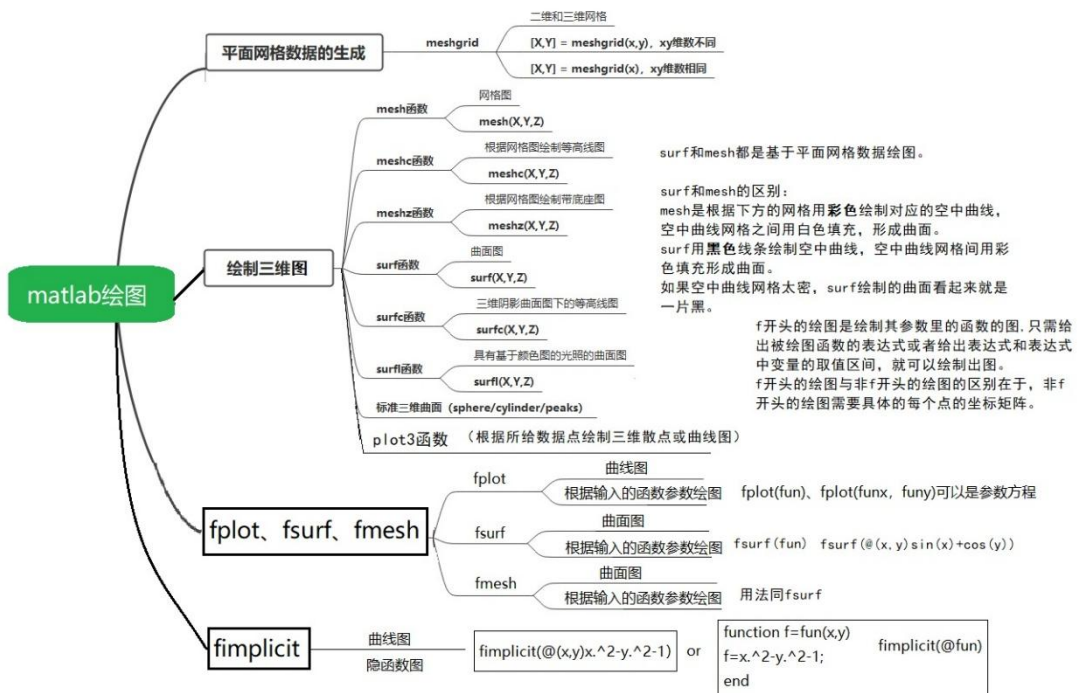 matlab绘图
平面网格数据的生成
meshgrid
二维和三维网格
[X,Y] = meshgrid(x,y)，xy维数不同
[X,Y] = meshgrid(x)，xy维数相同
绘制三维图
mesh函数
网格图
mesh(X,Y,Z)
meshc函数
根据网格图绘制等高线图
meshc(X,Y,Z)
meshz函数
根据网格图绘制带底座图
meshz(X,Y,Z)
surf函数
曲面图
surf(X,Y,Z)
surfc函数
三维阴影曲面图下的等高线图
surfc(X,Y,Z)
surfl函数
具有基于颜色图的光照的曲面图
surfl(X,Y,Z)
标准三维曲面（sphere/cylinder/peaks)
plot3函数 （根据所给数据点绘制三维散点或曲线图）
surf和mesh都是基于平面网格数据绘图。
surf和mesh的区别：
mesh是根据下方的网格用彩色绘制对应的空中曲线，
空中曲线网格之间用白色填充，形成曲面。
surf用黑色线条绘制空中曲线，空中曲线网格间用彩
色填充形成曲面。
如果空中曲线网格太密，surf绘制的曲面看起来就是
一片黑。
f开头的绘图是绘制其参数里的函数的图.只需给
出被绘图函数的表达式或者给出表达式和表达式
中变量的取值区间，就可以绘制出图。
f开头的绘图与非f开头的绘图的区别在于，非f
开头的绘图需要具体的每个点的坐标矩阵。
fplot、fsurf、fmesh
fplot
曲线图
根据输入的函数参数绘图
fplot(fun)、fplot(funx，funy)可以是参数方程
fsurf
曲面图
根据输入的函数参数绘图
fsurf(fun) fsurf(@(x,y)sin(x)+cos(y))
fmesh
曲面图
根据输入的函数参数绘图
用法同fsurf
fimplicit
曲线图
隐函数图
fimplicit(@(x,y)x.^2-y.^2-1)
or
function f=fun(x,y)
f=x.^2-y.^2-1;
end
fimplicit(@fun)